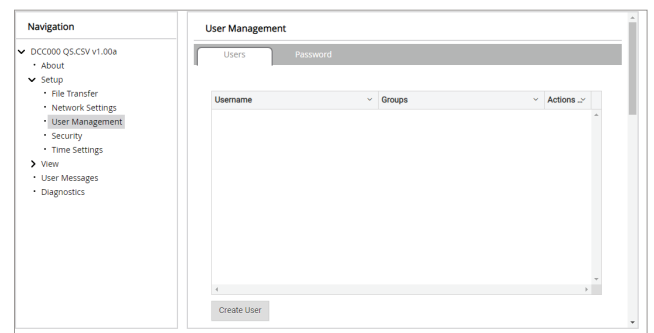 Navigation
DCC000 QS.CSV v1.00a
About
Setup
File Transfer
Network Settings
User Management
Security
Time Settings
View
User Messages
Diagnostics
User Management
Users Password
Username Groups Actions ...
Create User